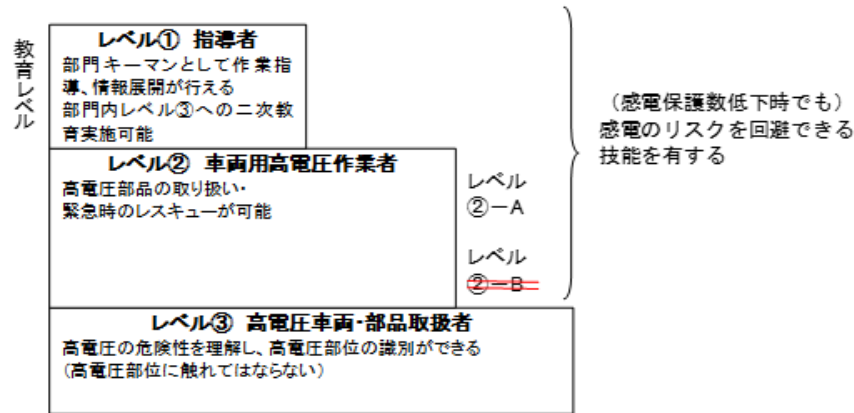 教育レベル
レベル① 指導者
部門キーマンとして作業指
導、情報展開が行える
部門内レベル③への二次教
育実施可能
レベル② 車両用高電圧作業者
高電圧部品の取り扱い・
緊急時のレスキューが可能
レベル
②－A
レベル
②－B
（感電保護数低下時でも）
感電のリスクを回避できる
技能を有する
レベル③ 高電圧車両・部品取扱者
高電圧の危険性を理解し、高電圧部位の識別ができる
（高電圧部位に触れてはならない）